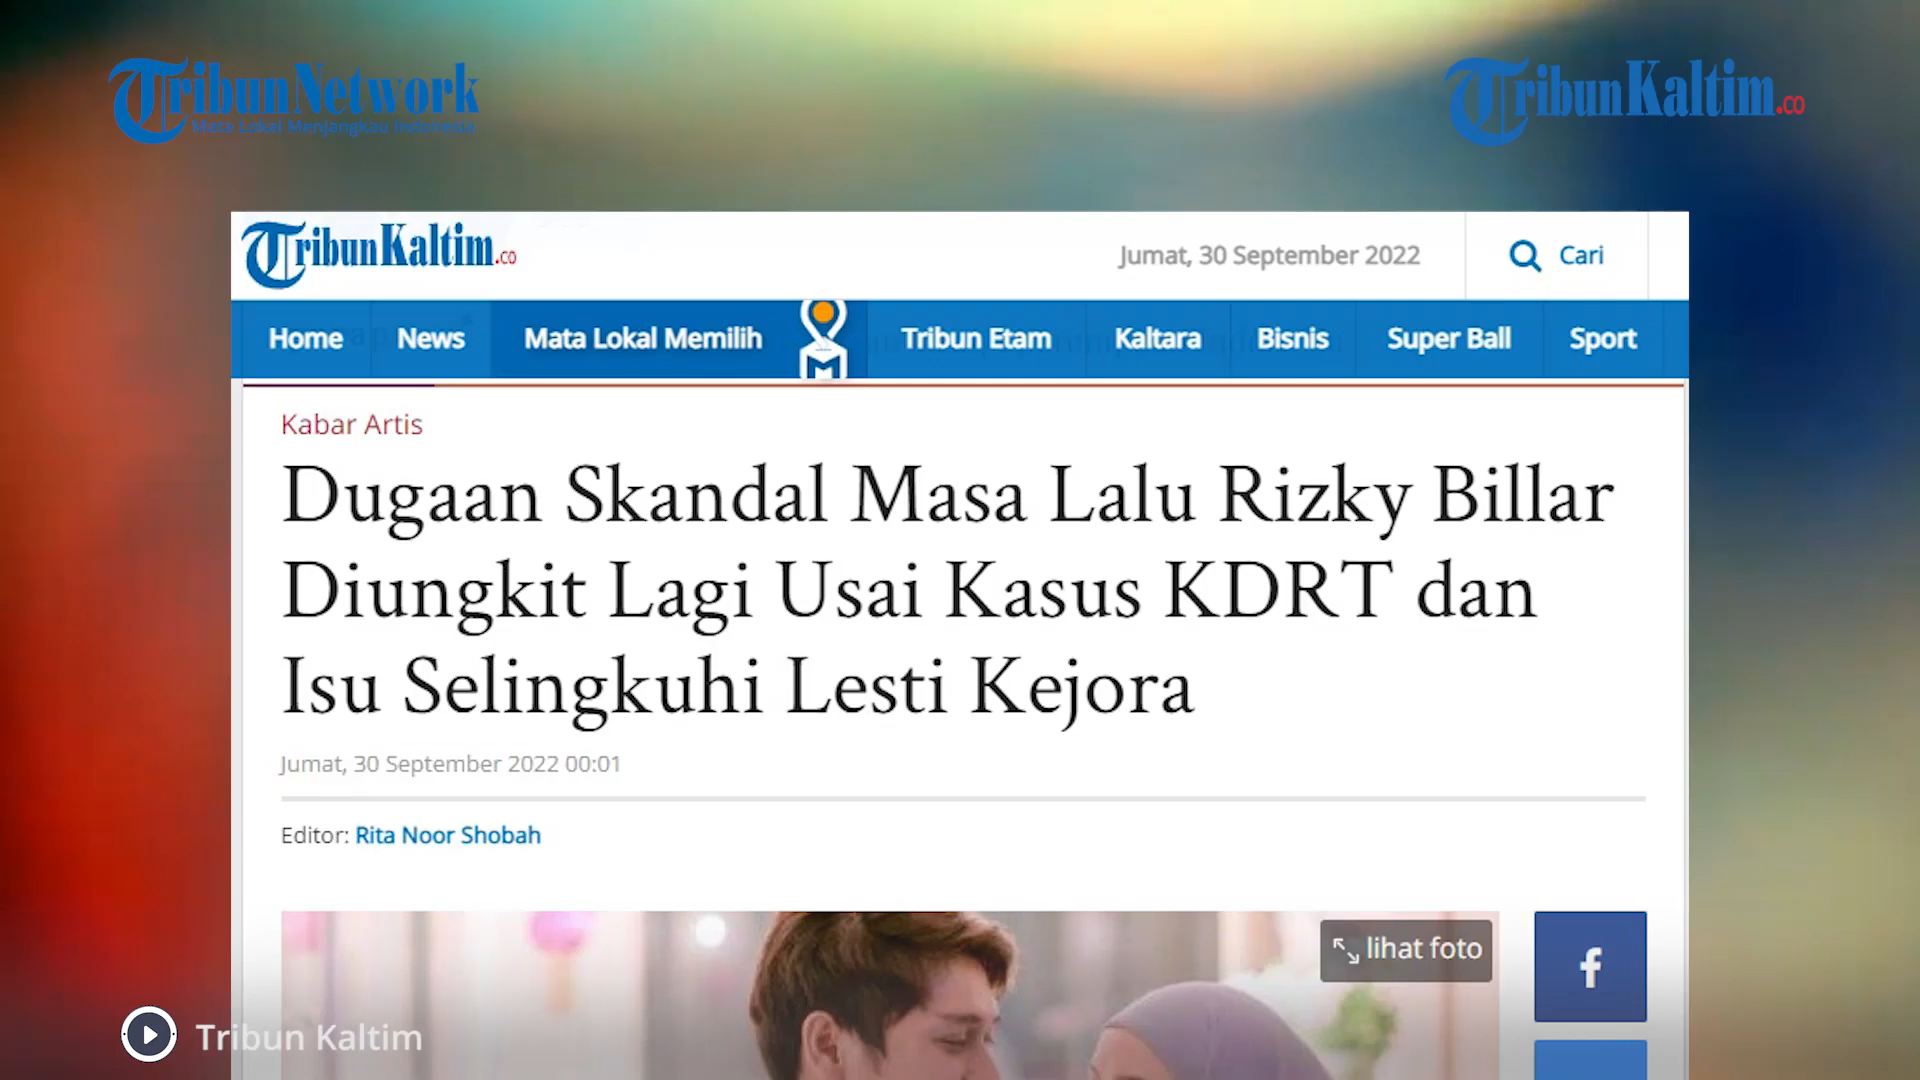 TribunNetwork
Mata Lokal Menjangkau Indonesia
TribunKaltim.co
TribunKaltim.co
Jumat, 30 September 2022
Cari
Home News Mata Lokal Memilih Tribun Etam Kaltara Bisnis Super Ball Sport
Kabar Artis
Dugaan Skandal Masa Lalu Rizky Billar
Diungkit Lagi Usai Kasus KDRT dan
Isu Selingkuhi Lesti Kejora
Jumat, 30 September 2022 00:01
Editor: Rita Noor Shobah
lihat foto
f
Tribun Kaltim